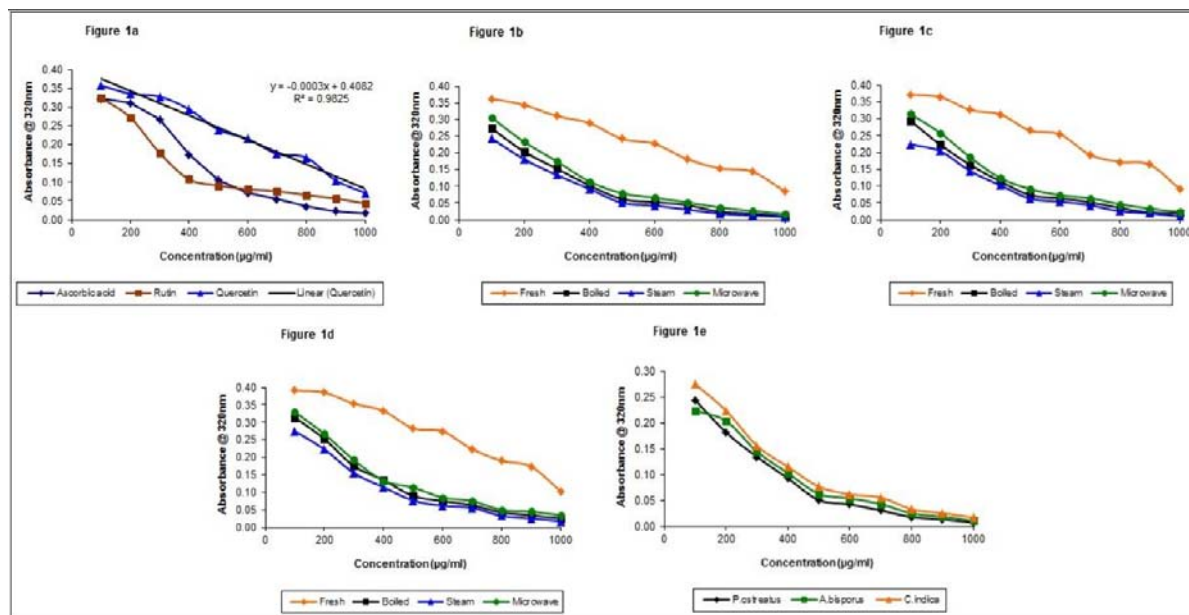 Figure 1a
Absorbance @ 320nm
0.40
0.35
0.30
0.25
0.20
0.15
0.10
0.05
0.00
y = -0.0003x + 0.4082
R² = 0.9825
0 200 400 600 800 1000
Concentration (µg/ml)
Ascorbic acid Rutin Quercetin Linear (Quercetin)
Figure 1b
Absorbance@ 320nm
0.40
0.35
0.30
0.25
0.20
0.15
0.10
0.05
0.00
0 200 400 600 800 1000
Concentration (µg/ml)
Fresh Boiled Steam Microwave
Figure 1c
Absorbance @ 320nm
0.40
0.35
0.30
0.25
0.20
0.15
0.10
0.05
0.00
0 200 400 600 800 1000
Concentration (µg/ml)
Fresh Boiled Steam Microwave
Figure 1d
Absorbance @ 320nm
0.40
0.35
0.30
0.25
0.20
0.15
0.10
0.05
0.00
0 200 400 600 800 1000
Concentration (µg/ml)
Fresh Boiled Steam Microwave
Figure 1e
Absorbance @ 320nm
0.30
0.25
0.20
0.15
0.10
0.05
0.00
0 200 400 600 800 1000
Concentration (µg/ml)
P.ostreatus A.bisporus C.indica